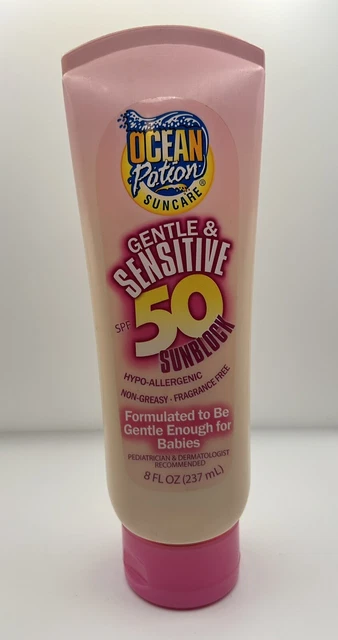 OCEAN
Potion
SUNCARE®
GENTLE &
SENSITIVE
SPF 50
SUNBLOCK
HYPO-ALLERGENIC
NON-GREASY · FRAGRANCE FREE
Formulated to Be
Gentle Enough for
Babies
PEDIATRICIAN & DERMATOLOGIST
RECOMMENDED
8 FL OZ (237 mL)